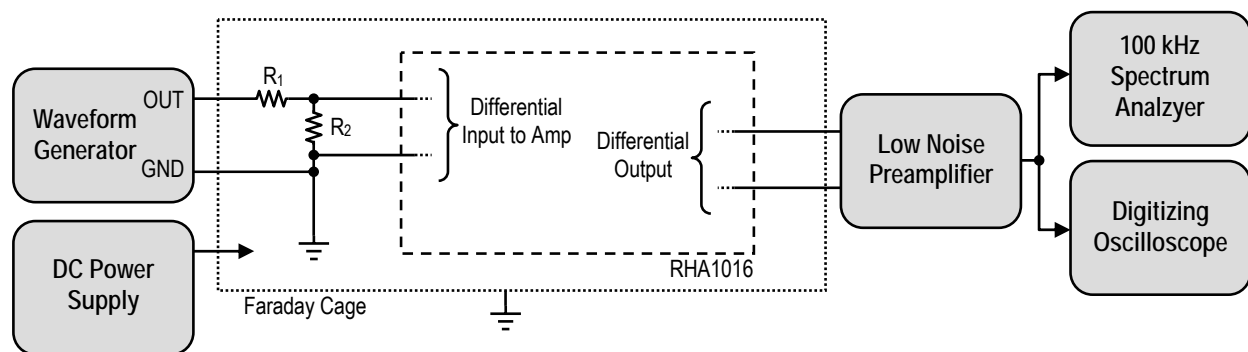 Waveform
Generator
OUT
GND
DC Power
Supply
R1
R2
Differential
Input to Amp
Differential
Output
RHA1016
Faraday Cage
Low Noise
Preamplifier
100 kHz
Spectrum
Analzyer
Digitizing
Oscilloscope